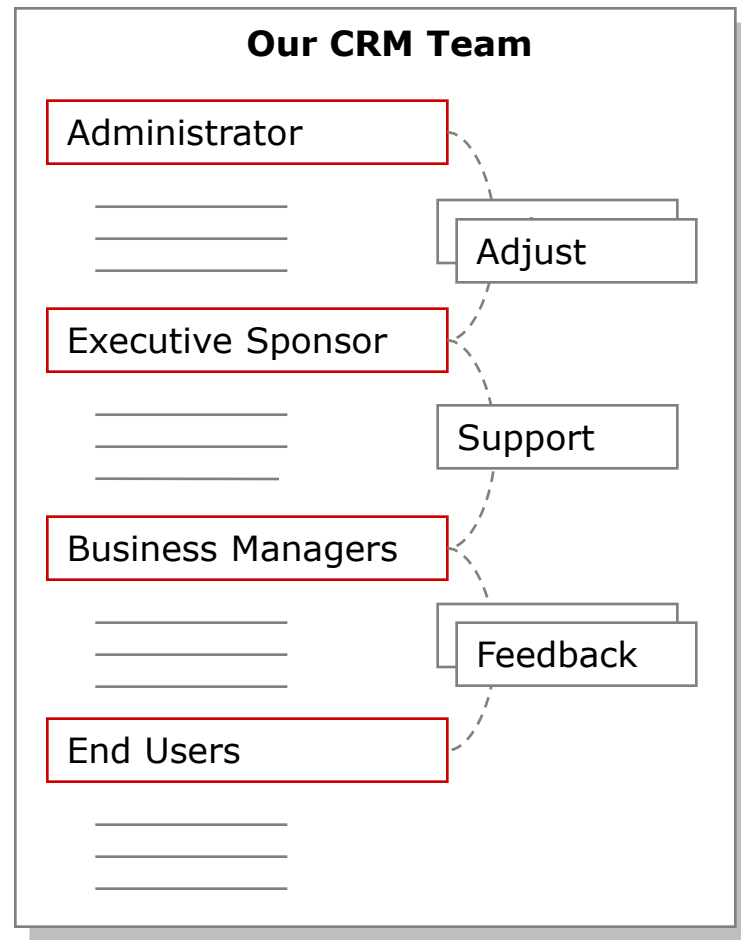 Our CRM Team
Administrator
Adjust
Executive Sponsor
Support
Business Managers
Feedback
End Users